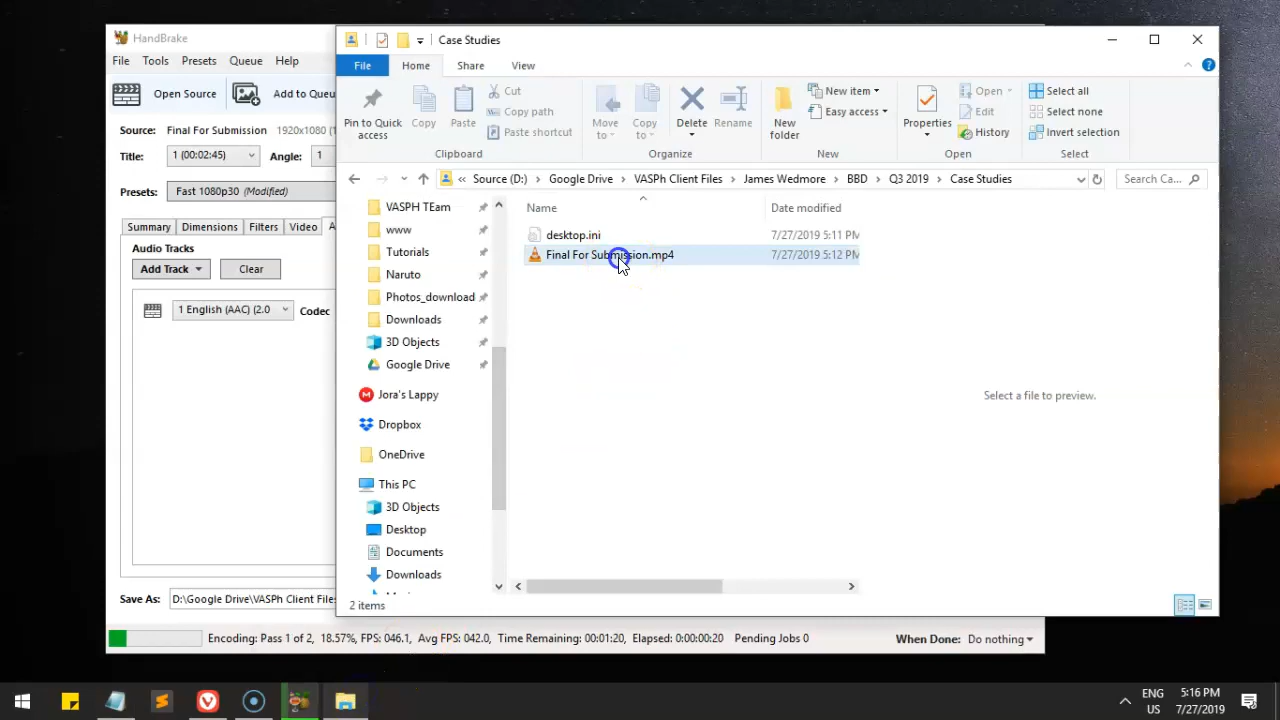 HandBrake
File Tools Presets Queue Help
Open Source Add to Queu
Source: Final For Submission 1920x1080 (1
Title: 1 (00:02:45) Angle: 1
Presets: Fast 1080p30 (Modified)
Summary Dimensions Filters Video A
Audio Tracks
Add Track Clear
1 English (AAC) (2.0 Codec
Save As: D:\Google Drive\VASPh Client Files
Encoding: Pass 1 of 2, 18.57%, FPS: 046.1, Avg FPS: 042.0, Time Remaining: 00:01:20, Elapsed: 0:00:00:20 Pending Jobs 0
When Done: Do nothing
Case Studies
File Home Share View
Pin to Quick access
Copy
Paste
Cut
Copy path
Paste shortcut
Clipboard
Move to
Copy to
Delete
Rename
Organize
New folder
New item
Easy access
New
Properties
Open
Edit
History
Open
Select all
Select none
Invert selection
Select
« Source (D:) › Google Drive › VASPh Client Files › James Wedmore › BBD › Q3 2019 › Case Studies
Search Ca...
VASPH TEam
www
Tutorials
Naruto
Photos_download
Downloads
3D Objects
Google Drive
Jora's Lappy
Dropbox
OneDrive
This PC
3D Objects
Desktop
Documents
Downloads
Name Date modified
desktop.ini 7/27/2019 5:11 PM
Final For Submission.mp4 7/27/2019 5:12 PM
Select a file to preview.
2 items
ENG
US
5:16 PM
7/27/2019